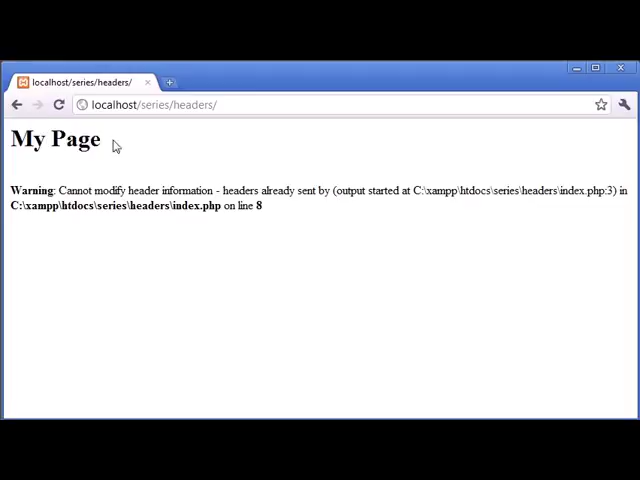 localhost/series/headers/
localhost/series/headers/
My Page
Warning: Cannot modify header information - headers already sent by (output started at C:\xampp\htdocs\series\headers\index.php:3) in
C:\xampp\htdocs\series\headers\index.php on line 8